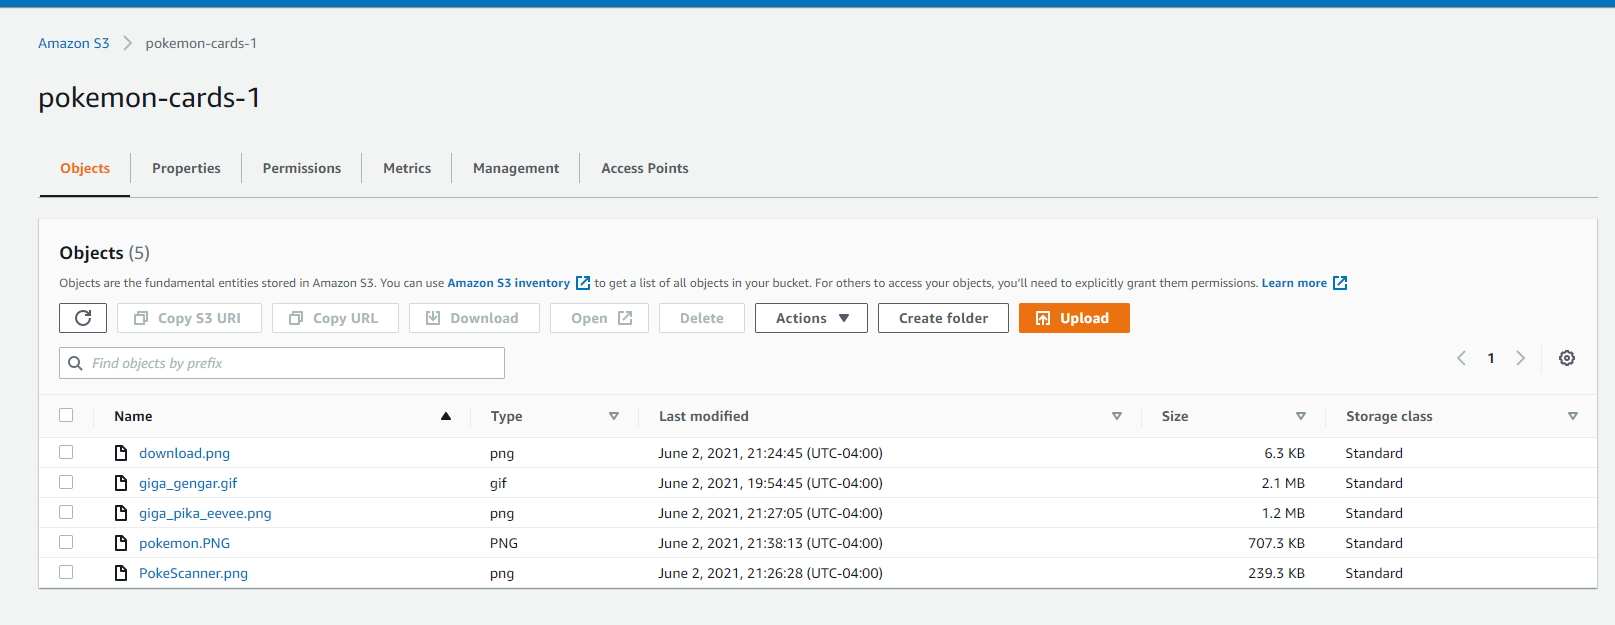 Amazon S3 > pokemon-cards-1
pokemon-cards-1
Objects Properties Permissions Metrics Management Access Points
Objects (5)
Objects are the fundamental entities stored in Amazon S3. You can use Amazon S3 inventory to get a list of all objects in your bucket. For others to access your objects, you'll need to explicitly grant them permissions. Learn more
Copy S3 URI Copy URL Download Open Delete Actions Create folder Upload
Find objects by prefix
1
Name Type Last modified Size Storage class
download.png png June 2, 2021, 21:24:45 (UTC-04:00) 6.3 KB Standard
giga_gengar.gif gif June 2, 2021, 19:54:45 (UTC-04:00) 2.1 MB Standard
giga_pika_eevee.png png June 2, 2021, 21:27:05 (UTC-04:00) 1.2 MB Standard
pokemon.PNG PNG June 2, 2021, 21:38:13 (UTC-04:00) 707.3 KB Standard
PokeScanner.png png June 2, 2021, 21:26:28 (UTC-04:00) 239.3 KB Standard